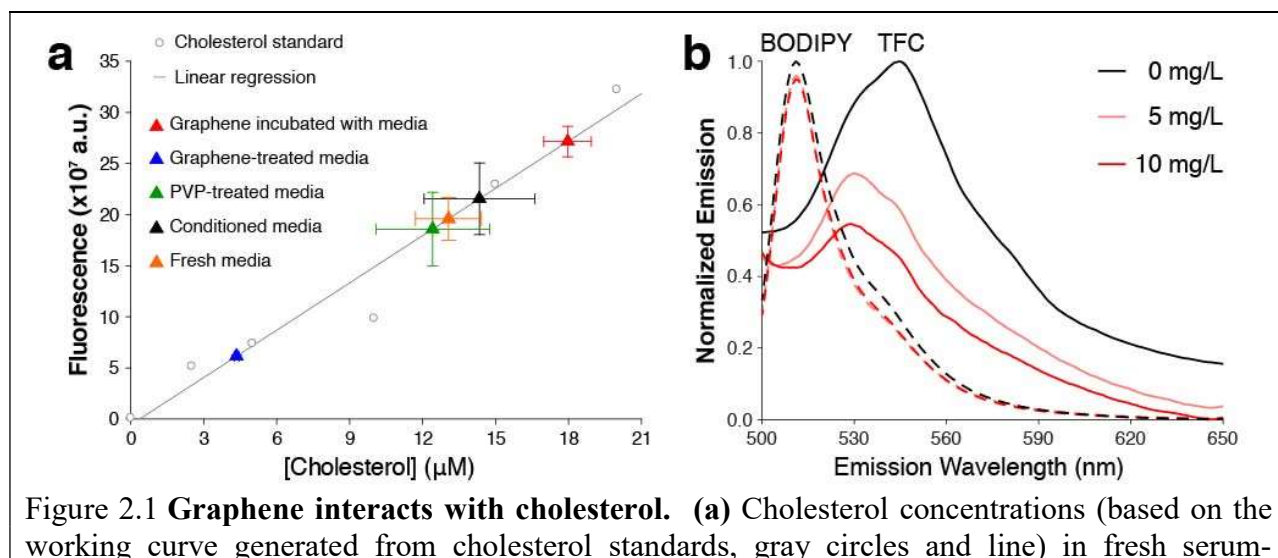 a
Cholesterol standard
Linear regression
Graphene incubated with media
Graphene-treated media
PVP-treated media
Conditioned media
Fresh media
Fluorescence (x10⁷ a.u.)
35
30
25
20
15
10
5
0
0 3 6 9 12 15 18 21
[Cholesterol] (μM)
b
BODIPY TFC
0 mg/L
5 mg/L
10 mg/L
Normalized Emission
1.0
0.8
0.6
0.4
0.2
0.0
500 530 560 590 620 650
Emission Wavelength (nm)
Figure 2.1 Graphene interacts with cholesterol. (a) Cholesterol concentrations (based on the
working curve generated from cholesterol standards, gray circles and line) in fresh serum-